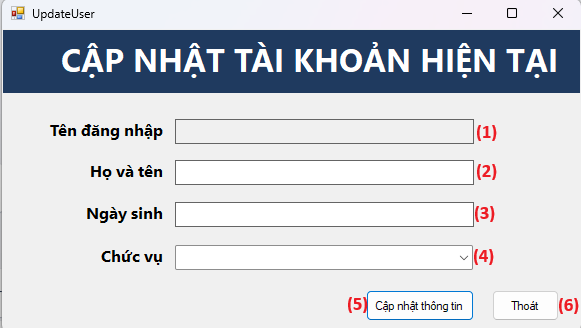 UpdateUser
CẬP NHẬT TÀI KHOẢN HIỆN TẠI
Tên đăng nhập (1)
Họ và tên (2)
Ngày sinh (3)
Chức vụ (4)
(5) Cập nhật thông tin Thoát (6)